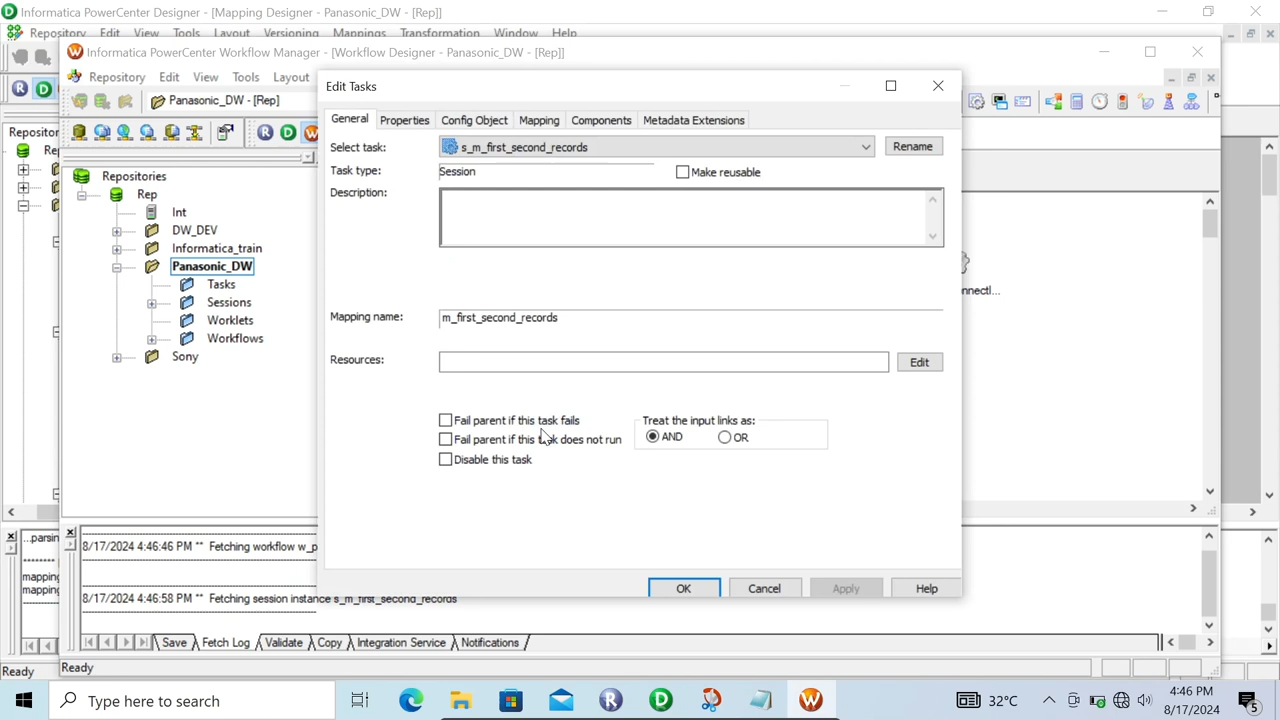 Informatica PowerCenter Designer - [Mapping Designer - Panasonic_DW - [Rep]]
Repository Edit View Tools Layout Versioning Mappings Transformation Window Help
Informatica PowerCenter Workflow Manager - [Workflow Designer - Panasonic_DW - [Rep]]
Repository Edit View Tools Layout
Edit Tasks
Panasonic_DW - [Rep]
General Properties Config Object Mapping Components Metadata Extensions
Select task: s_m_first_second_records Rename
Task type: Session Make reusable
Description:
Mapping name: m_first_second_records
Resources: Edit
Fail parent if this task fails
Fail parent if this task does not run
Disable this task
Treat the input links as:
AND OR
OK Cancel Apply Help
Repositor
Re
Repositories
Rep
Int
DW_DEV
Informatica_train
Panasonic_DW
Tasks
Sessions
Worklets
Workflows
Sony
nnectl...
...parsin
mapping
mapping
8/17/2024 4:46:46 PM ** Fetching workflow w_p
8/17/2024 4:46:58 PM ** Fetching session instance s_m_first_second_records
Save Fetch Log Validate Copy Integration Service Notifications
Ready
Ready
Type here to search
32°C
4:46 PM
8/17/2024
5